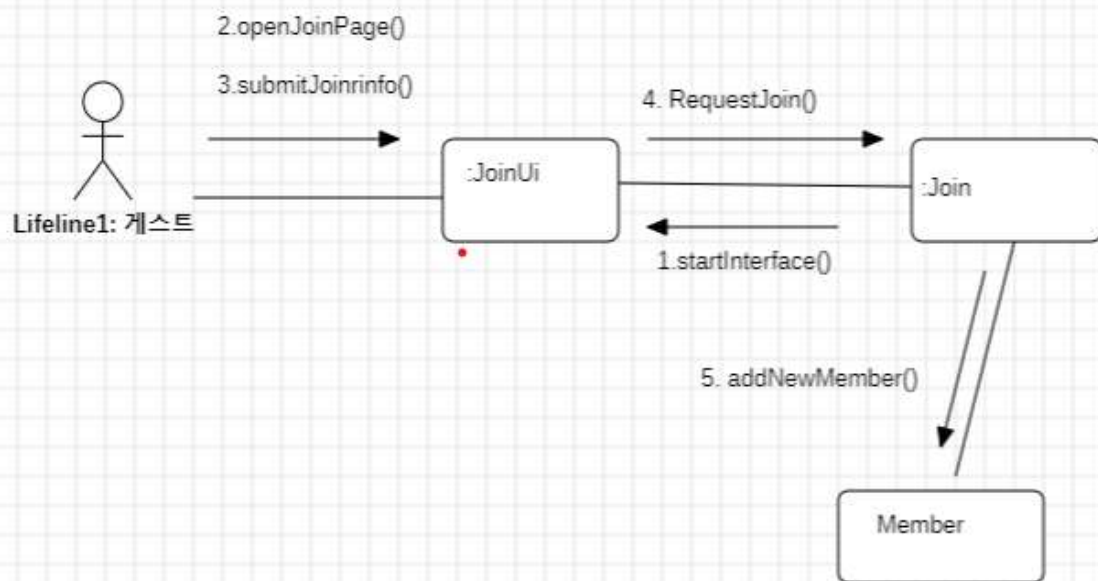 2.openJoinPage()
3.submitJoinrinfo()
4. RequestJoin()
:JoinUi
:Join
Lifeline1: 게스트
1.startInterface()
5. addNewMember()
Member